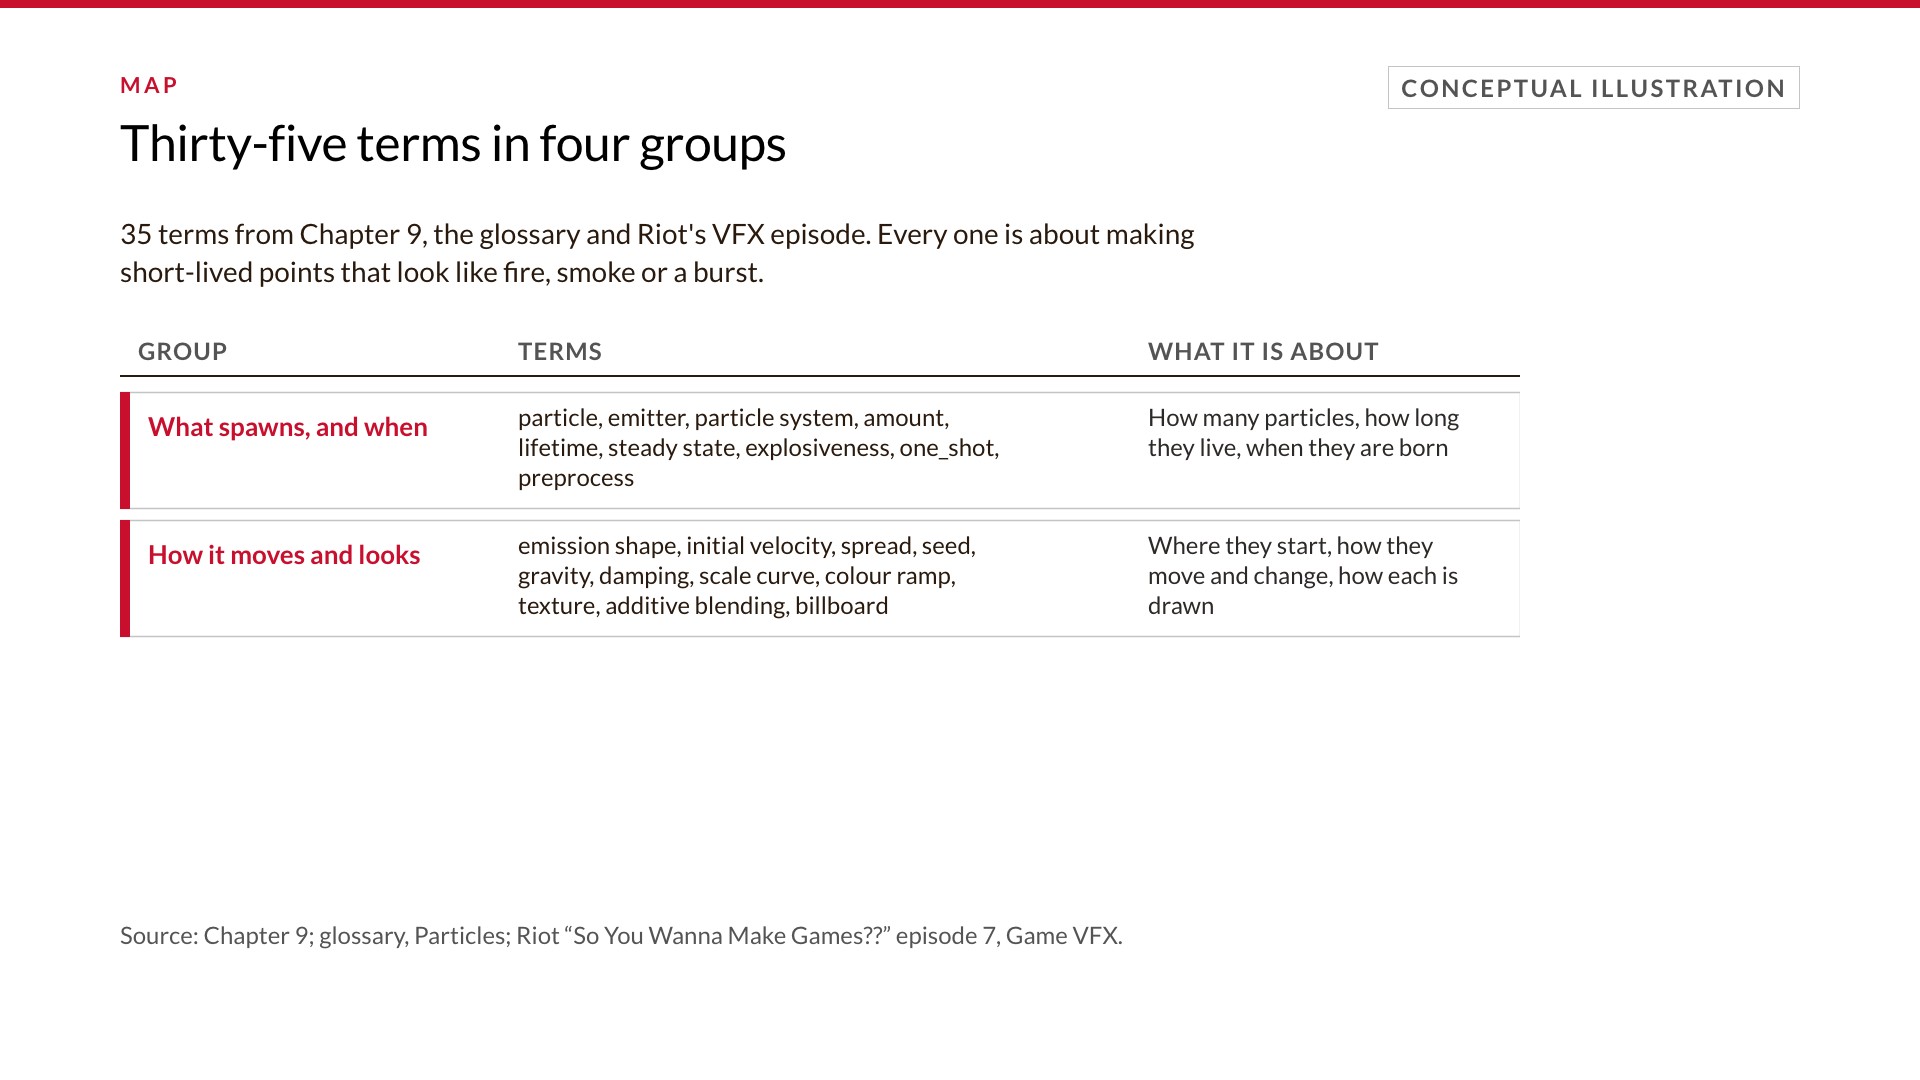 MAP
CONCEPTUAL ILLUSTRATION
Thirty-five terms in four groups
35 terms from Chapter 9, the glossary and Riot's VFX episode. Every one is about making
short-lived points that look like fire, smoke or a burst.
GROUP
TERMS
WHAT IT IS ABOUT
What spawns, and when
particle, emitter, particle system, amount,
lifetime, steady state, explosiveness, one_shot,
preprocess
How many particles, how long
they live, when they are born
How it moves and looks
emission shape, initial velocity, spread, seed,
gravity, damping, scale curve, colour ramp,
texture, additive blending, billboard
Where they start, how they
move and change, how each is
drawn
Source: Chapter 9; glossary, Particles; Riot “So You Wanna Make Games??” episode 7, Game VFX.